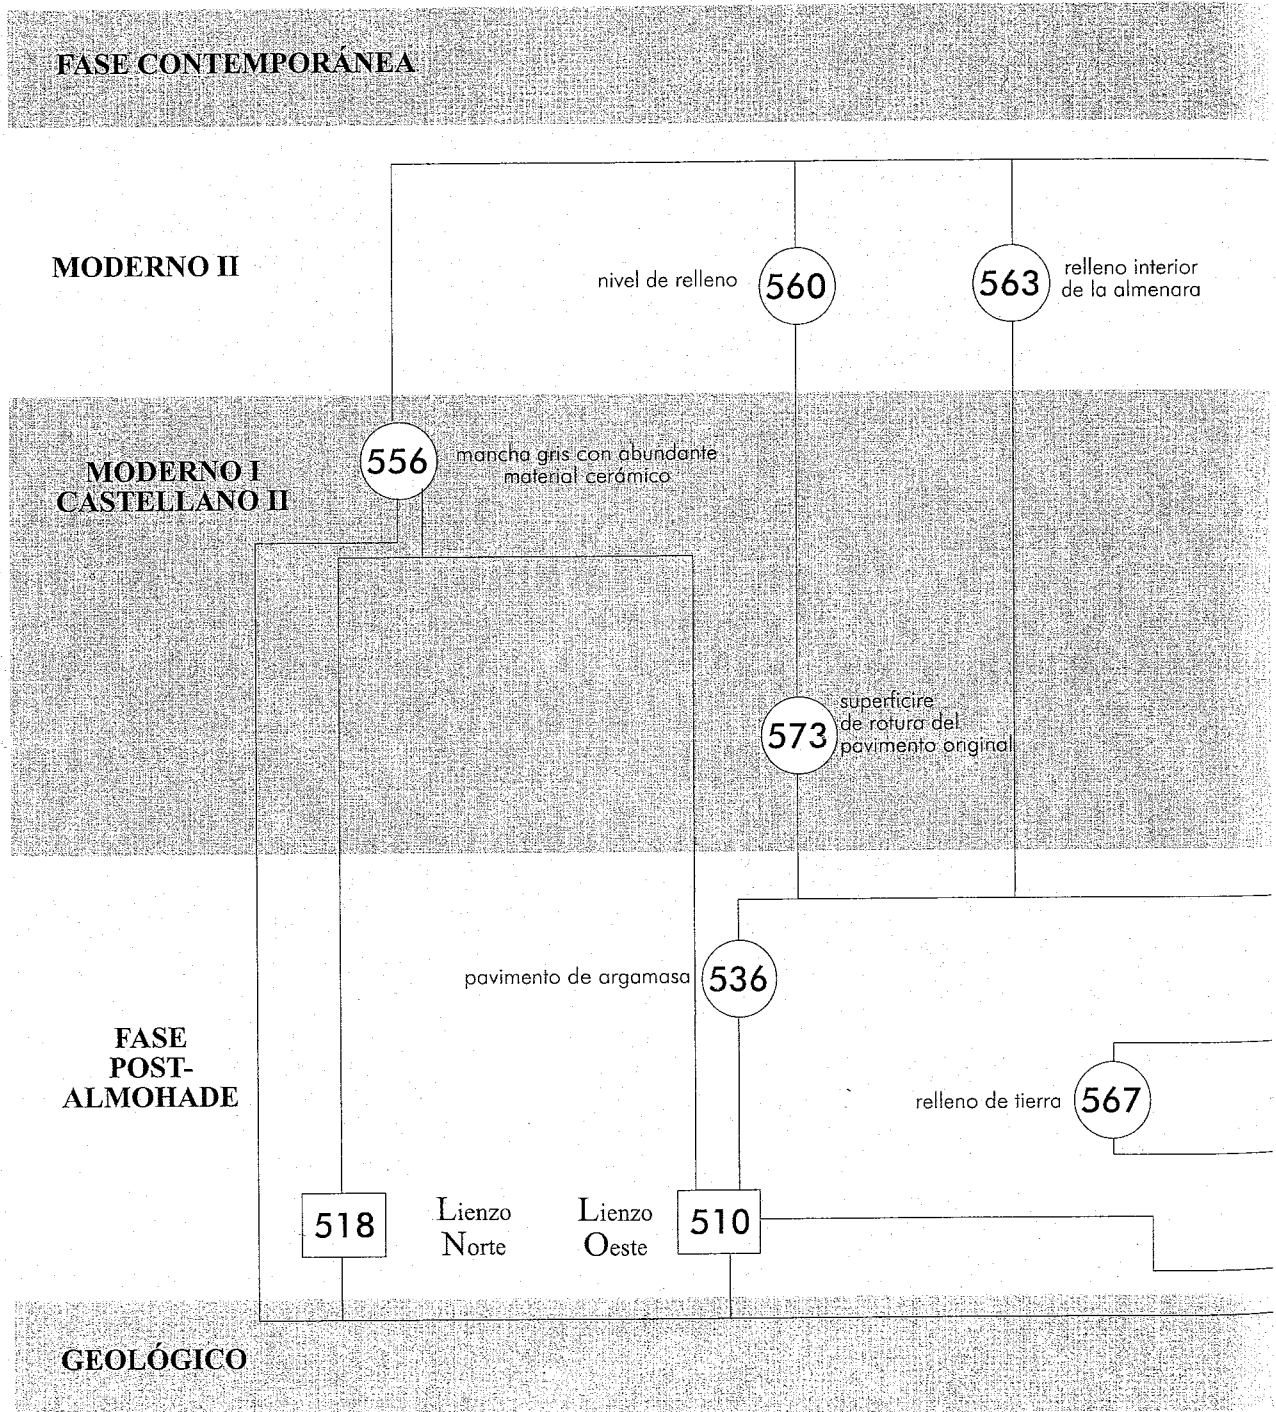 FASE CONTEMPORÁNEA
MODERNO II
nivel de relleno
560
563
relleno interior
de la almenara
MODERNO I
CASTELLANO II
556
mancha gris con abundante
material cerámico
573
superficire
de rotura del
pavimento original
pavimento de argamasa
536
FASE
POST-
ALMOHADE
relleno de tierra
567
518
Lienzo
Norte
Lienzo
Oeste
510
GEOLÓGICO